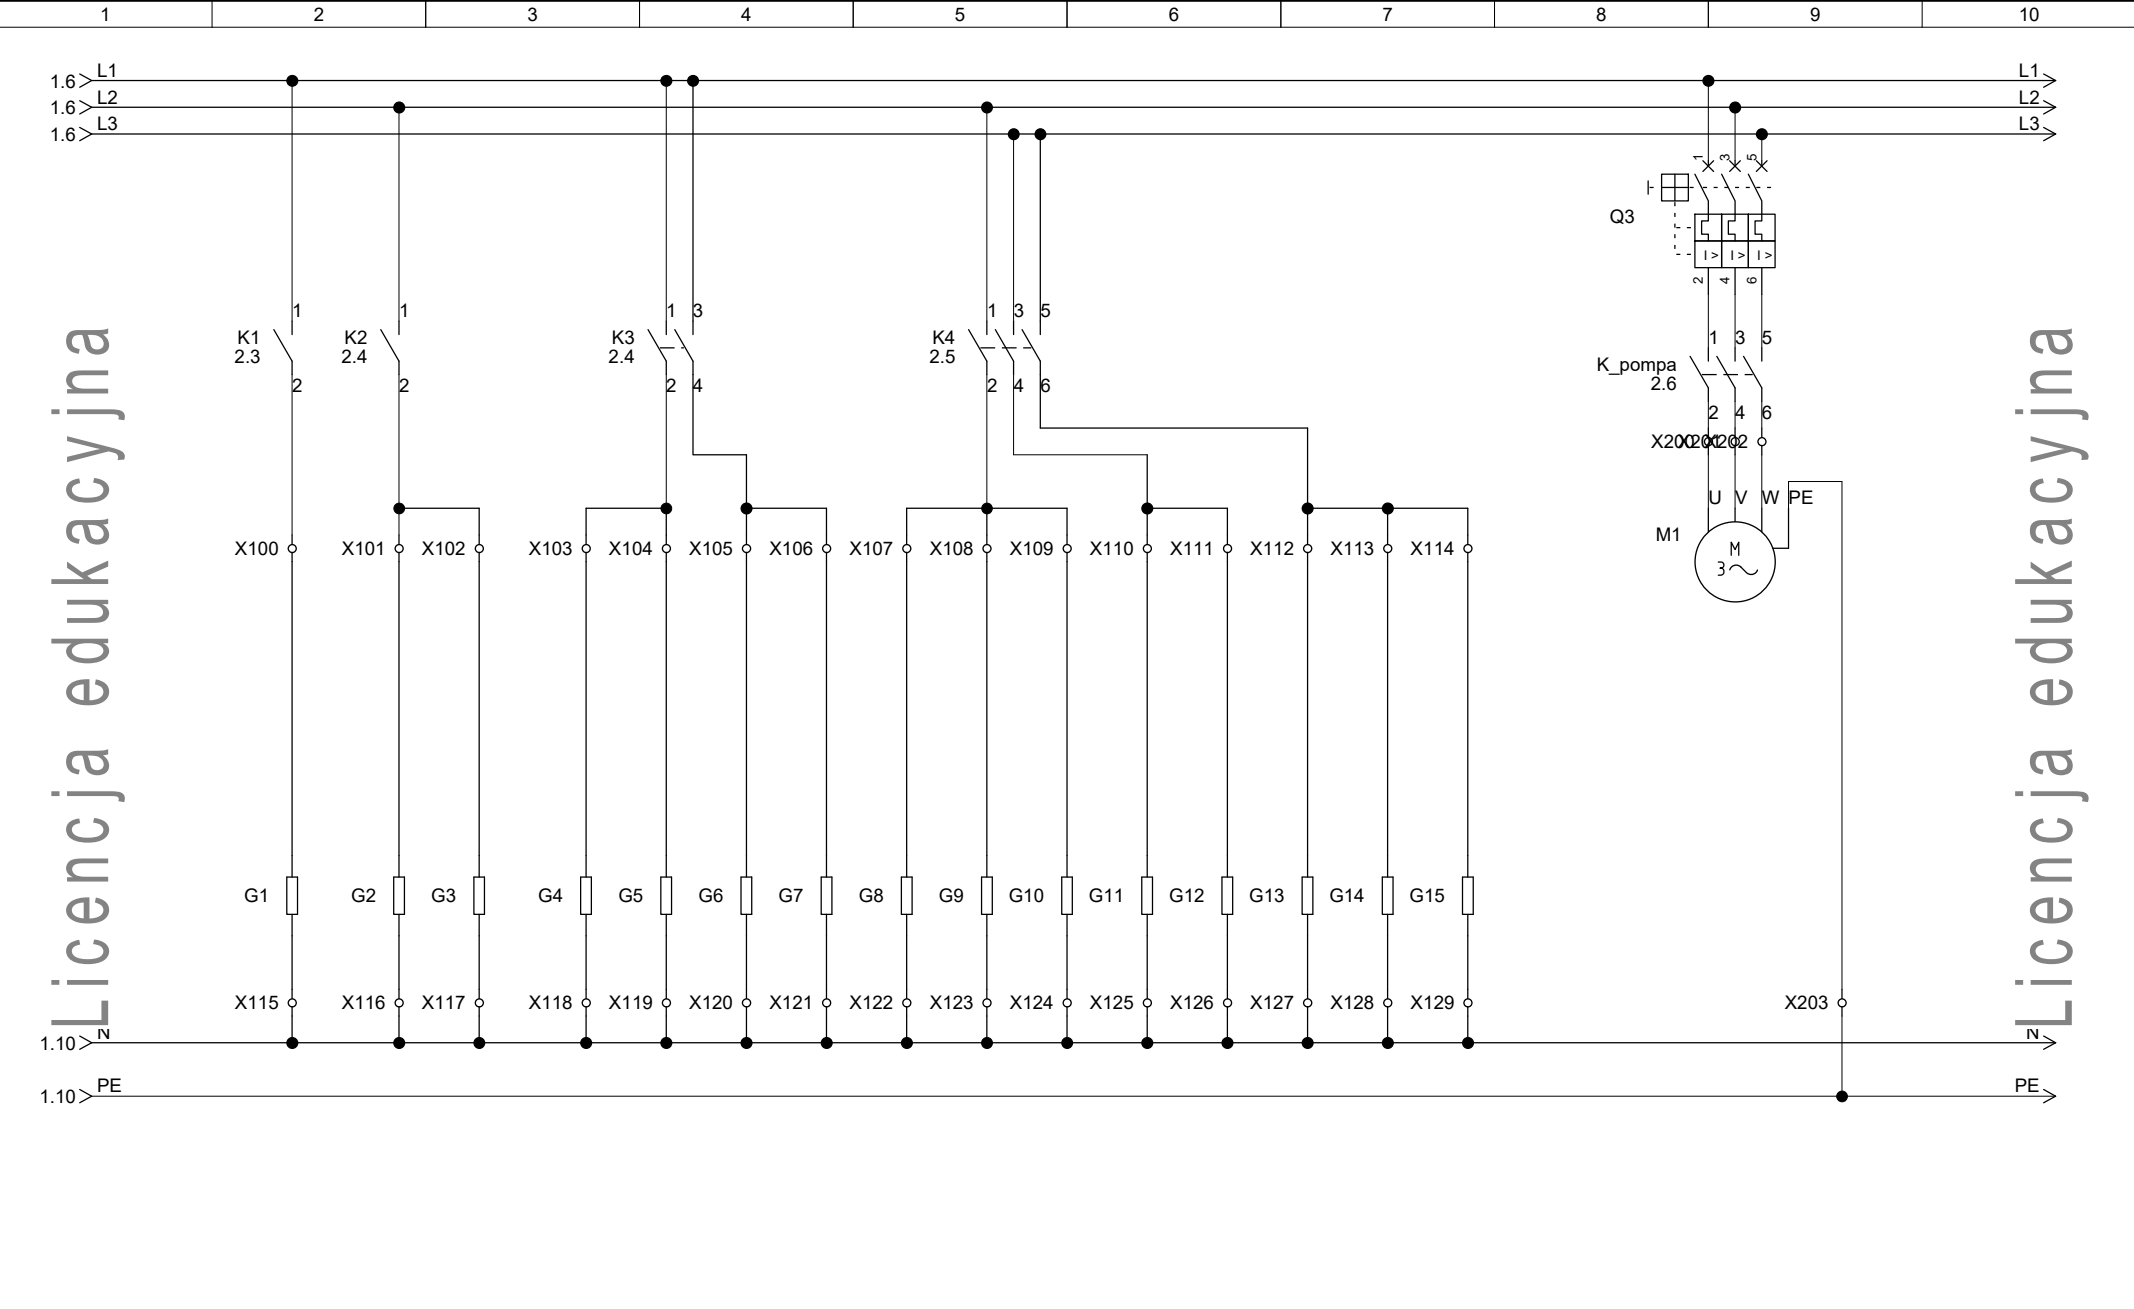 1 2 3 4 5 6 7 8 9 10
1.6 L1 L1
1.6 L2 L2
1.6 L3 L3
1 3 5
Q3
I> I> I>
2 4 6
1 1 1 3 1 3 5
K1 K2 K3 K4
2.3 2.4 2.4 2.5
2 2 2 4 2 4 6
1 3 5
K_pompa
2.6
2 4 6
X200 X201 X202
U V W PE
M1
M
3
X100 X101 X102 X103 X104 X105 X106 X107 X108 X109 X110 X111 X112 X113 X114
G1 G2 G3 G4 G5 G6 G7 G8 G9 G10 G11 G12 G13 G14 G15
X115 X116 X117 X118 X119 X120 X121 X122 X123 X124 X125 X126 X127 X128 X129 X203
1.10 N N
1.10 PE PE
Licencja edukacyjna
Licencja edukacyjna